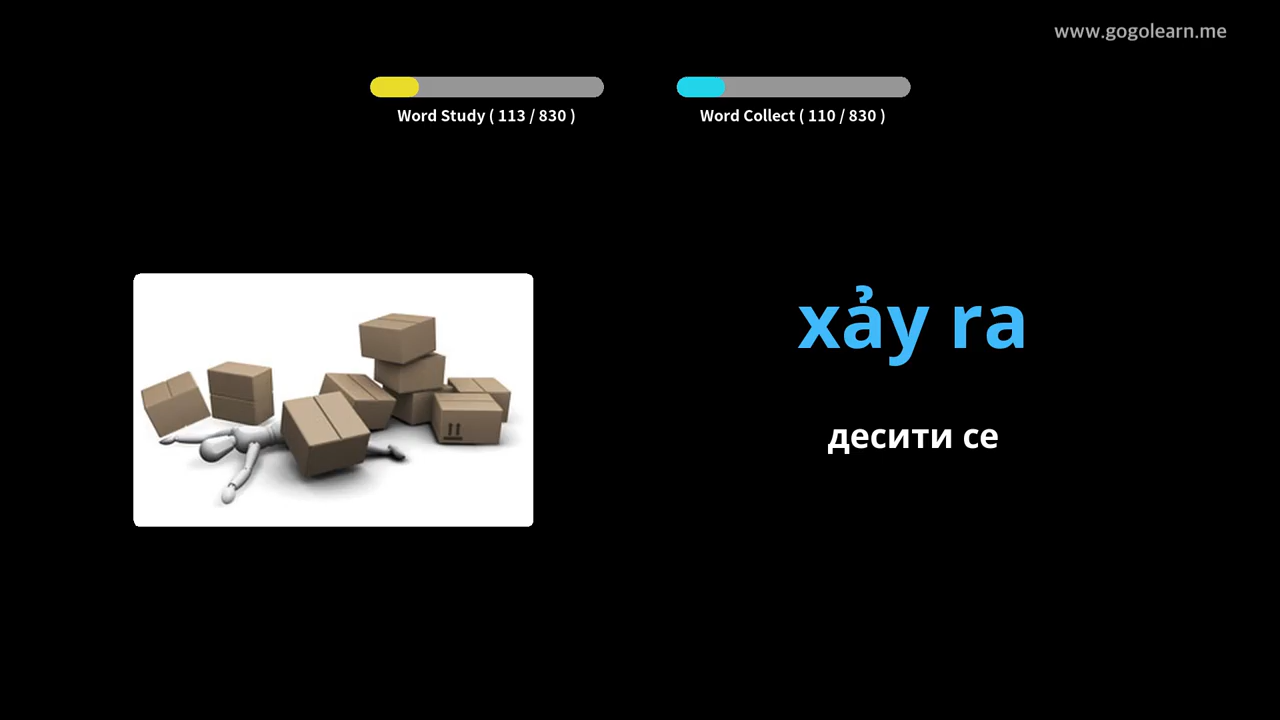 www.gogolearn.me
Word Study ( 113 / 830 )
Word Collect ( 110 / 830 )
xảy ra
десити се